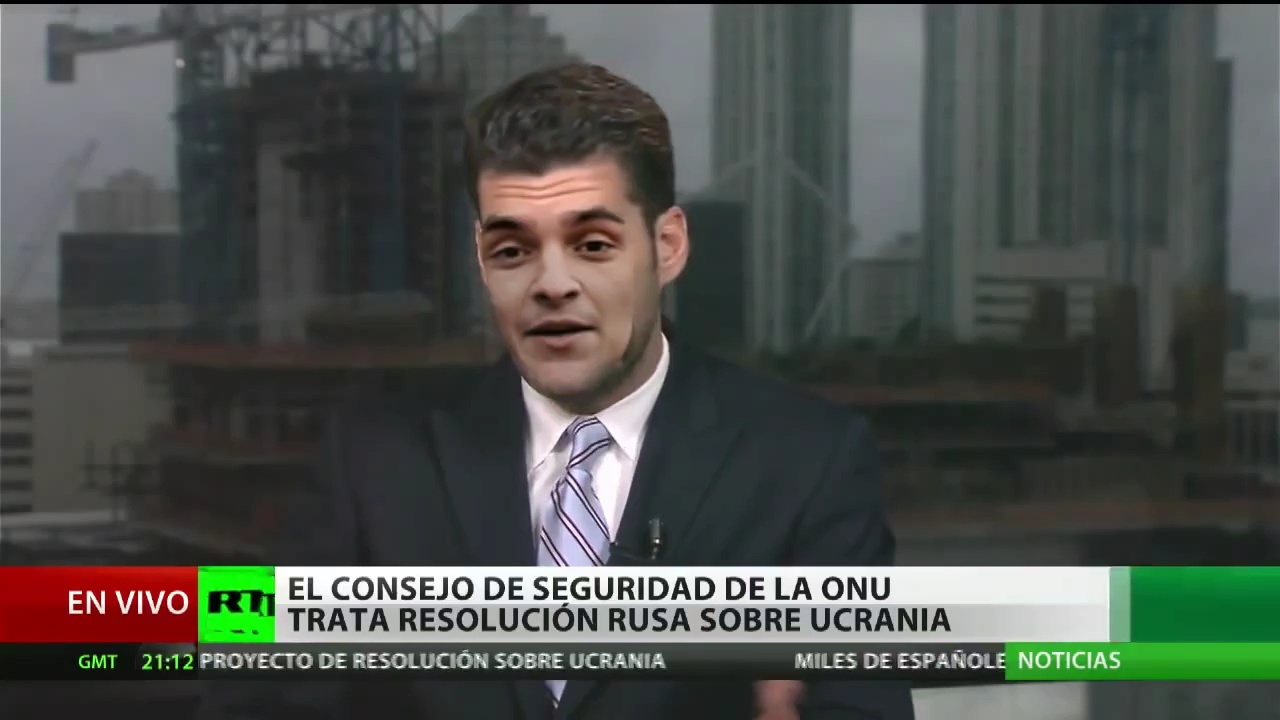 EL CONSEJO DE SEGURIDAD DE LA ONU
TRATA RESOLUCIÓN RUSA SOBRE UCRANIA
EN VIVO
RT
GMT 21:12 PROYECTO DE RESOLUCIÓN SOBRE UCRANIA MILES DE ESPAÑOLE NOTICIAS